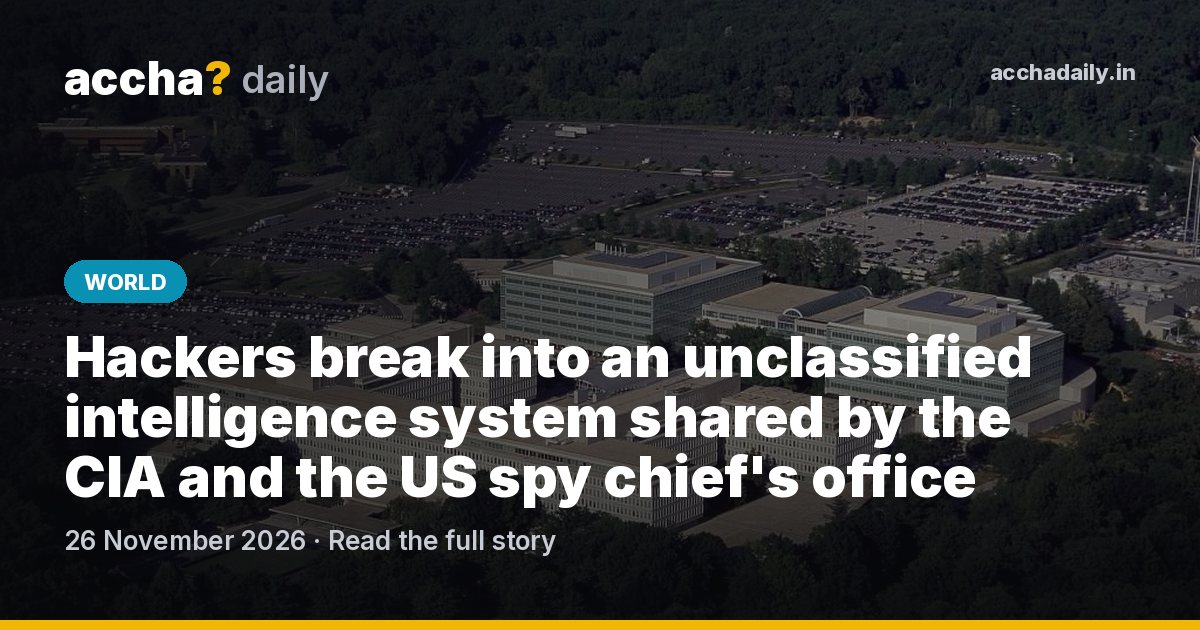 accha? daily
acchadaily.in
WORLD
Hackers break into an unclassified
intelligence system shared by the
CIA and the US spy chief's office
26 November 2026 · Read the full story